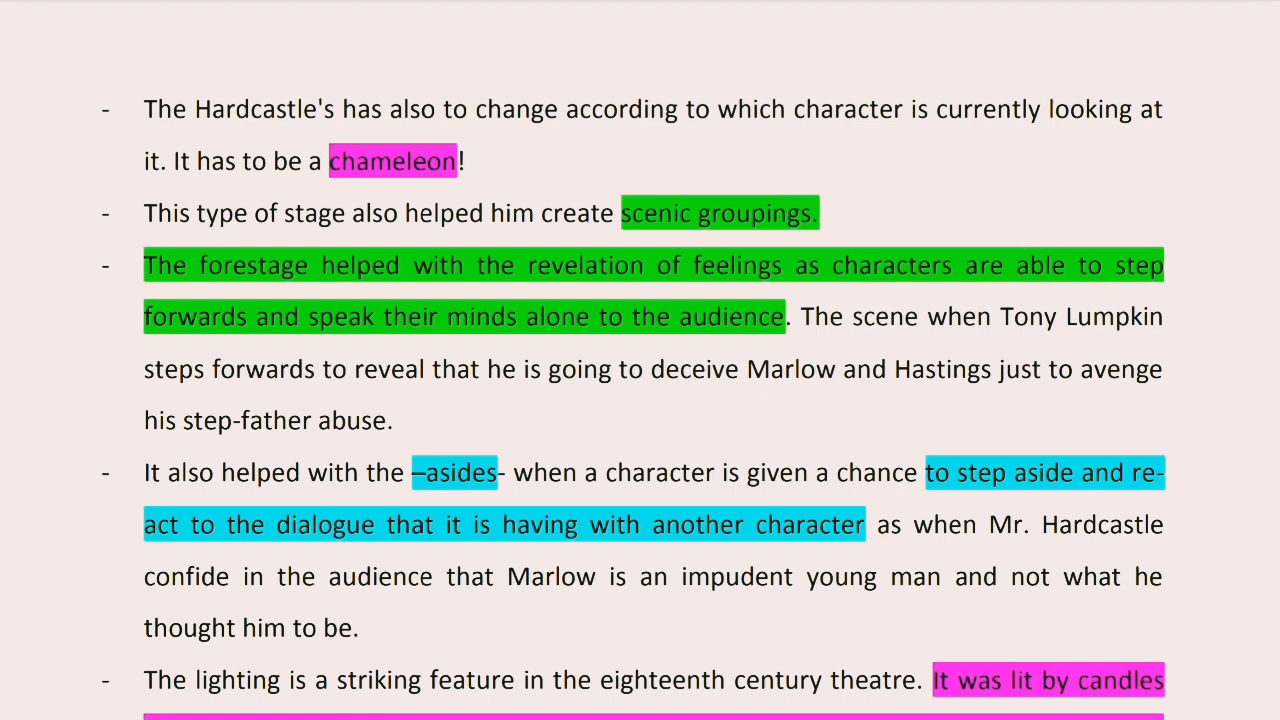 - The Hardcastle's has also to change according to which character is currently looking at
it. It has to be a chameleon!
- This type of stage also helped him create scenic groupings.
- The forestage helped with the revelation of feelings as characters are able to step
forwards and speak their minds alone to the audience. The scene when Tony Lumpkin
steps forwards to reveal that he is going to deceive Marlow and Hastings just to avenge
his step-father abuse.
- It also helped with the –asides- when a character is given a chance to step aside and re-
act to the dialogue that it is having with another character as when Mr. Hardcastle
confide in the audience that Marlow is an impudent young man and not what he
thought him to be.
- The lighting is a striking feature in the eighteenth century theatre. It was lit by candles